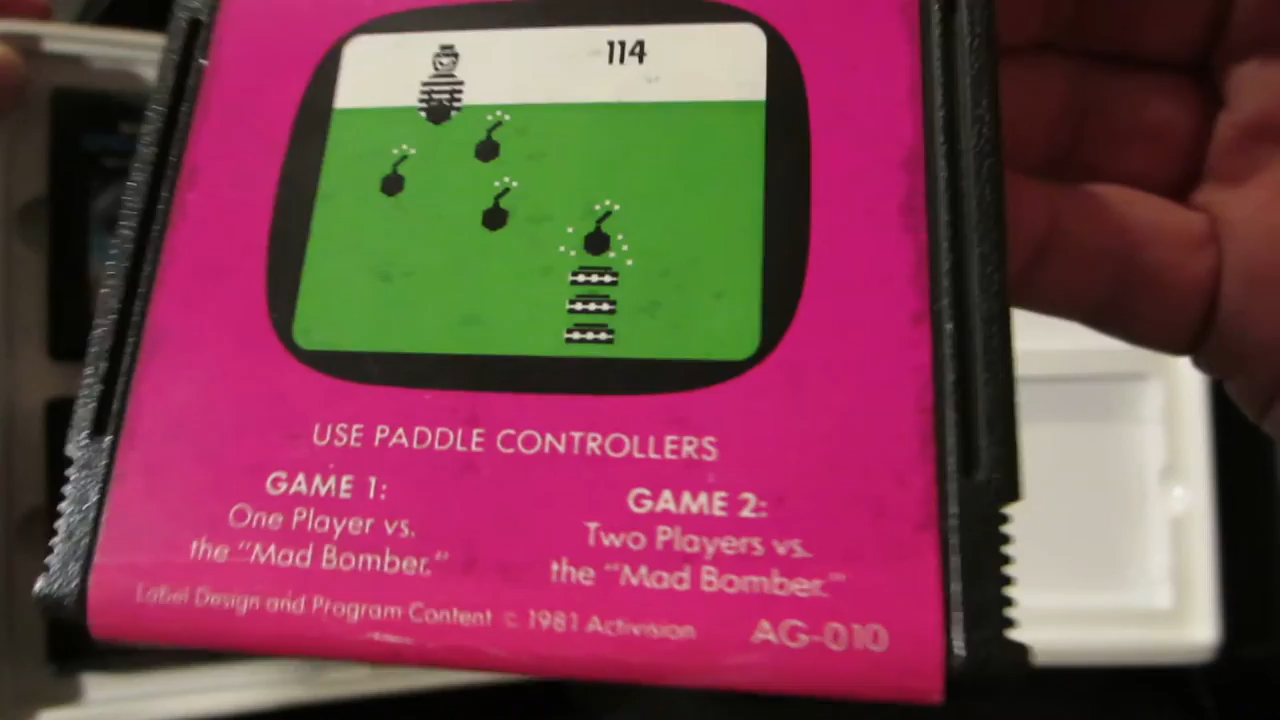 114
USE PADDLE CONTROLLERS
GAME 1:
One Player vs.
the "Mad Bomber."
GAME 2:
Two Players vs.
the "Mad Bomber."
Label Design and Program Content © 1981 Activision
AG-010